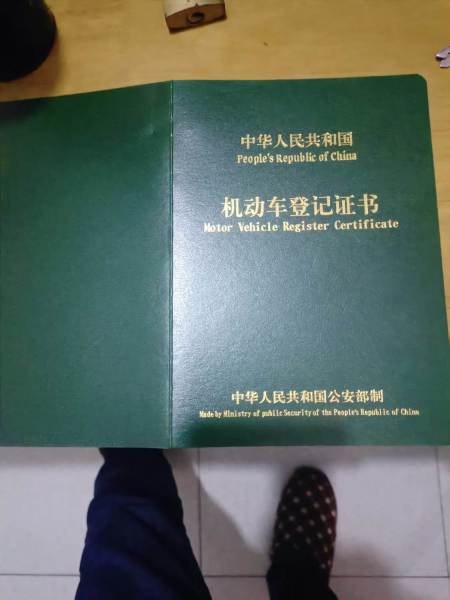 中华人民共和国
People's Republic of China
机动车登记证书
Motor Vehicle Register Certificate
中华人民共和国公安部制
Made by Ministry of public Security of the People's Republic of China